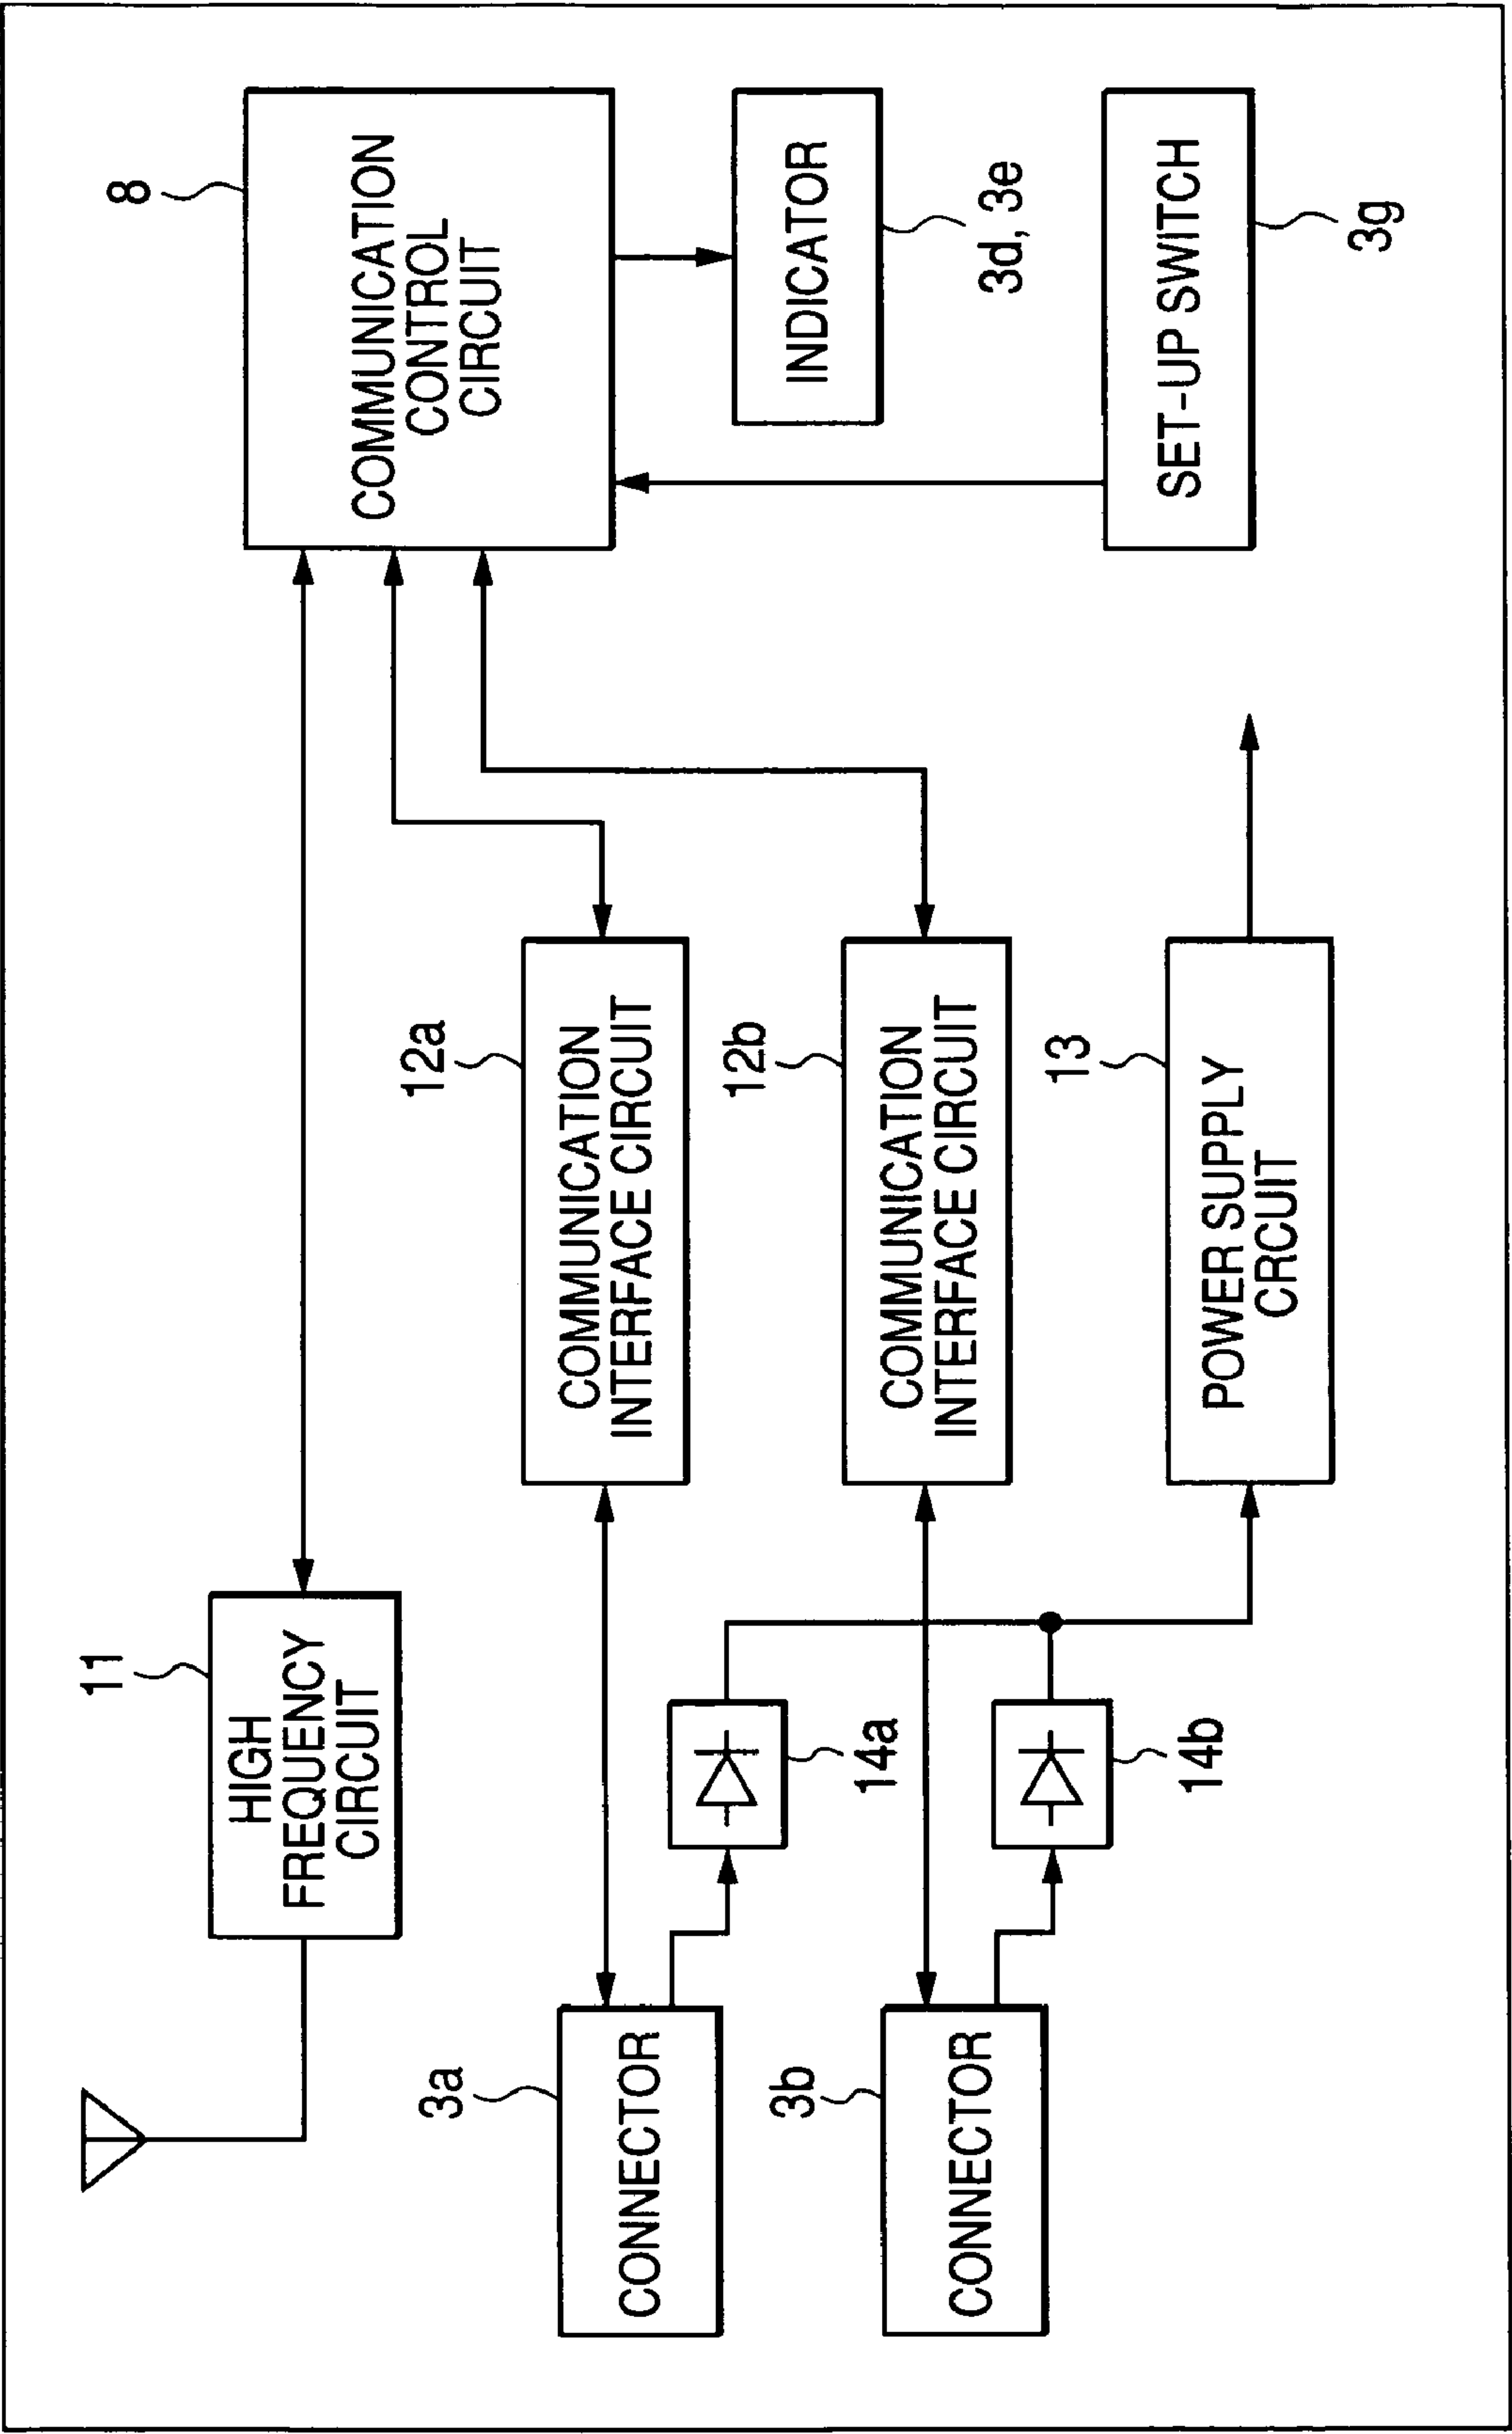 11
HIGH
FREQUENCY
CIRCUIT
8
COMMUNICATION
CONTROL
CIRCUIT
3a
CONNECTOR
12a
COMMUNICATION
INTERFACE CIRCUIT
INDICATOR
3d, 3e
14a
3b
CONNECTOR
12b
COMMUNICATION
INTERFACE CIRCUIT
14b
13
POWER SUPPLY
CRCUIT
SET-UP SWITCH
3g